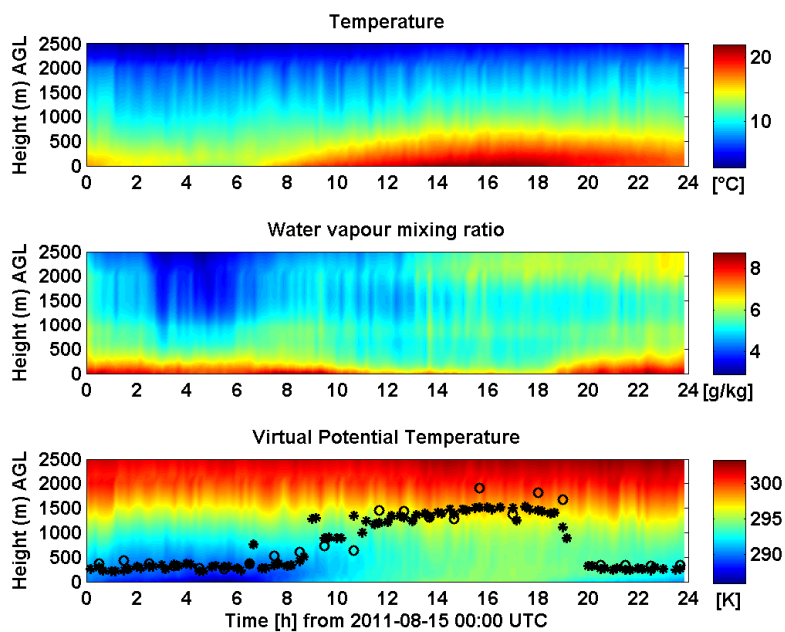 Temperature
Height (m) AGL
2500
2000
1500
1000
500
0
0 2 4 6 8 10 12 14 16 18 20 22 24
20
10
[°C]
Water vapour mixing ratio
Height (m) AGL
2500
2000
1500
1000
500
0
0 2 4 6 8 10 12 14 16 18 20 22 24
8
6
4
[g/kg]
Virtual Potential Temperature
Height (m) AGL
2500
2000
1500
1000
500
0
0 2 4 6 8 10 12 14 16 18 20 22 24
300
295
290
[K]
Time [h] from 2011-08-15 00:00 UTC